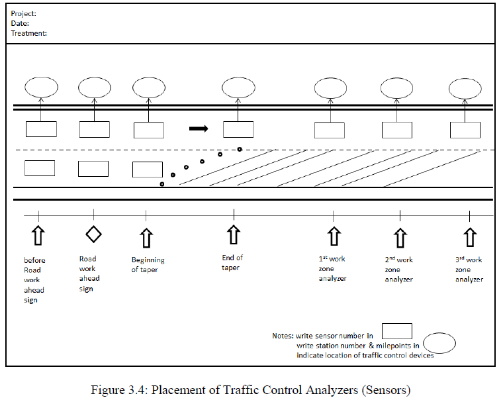 Project:
Date:
Treatment:
before
Road
work
ahead
sign
Road
work
ahead
sign
Beginning
of taper
End of
taper
1st work
zone
analyzer
2nd work
zone
analyzer
3rd work
zone
analyzer
Notes: write sensor number in
write station number & milepoints in
indicate location of traffic control devices
Figure 3.4: Placement of Traffic Control Analyzers (Sensors)